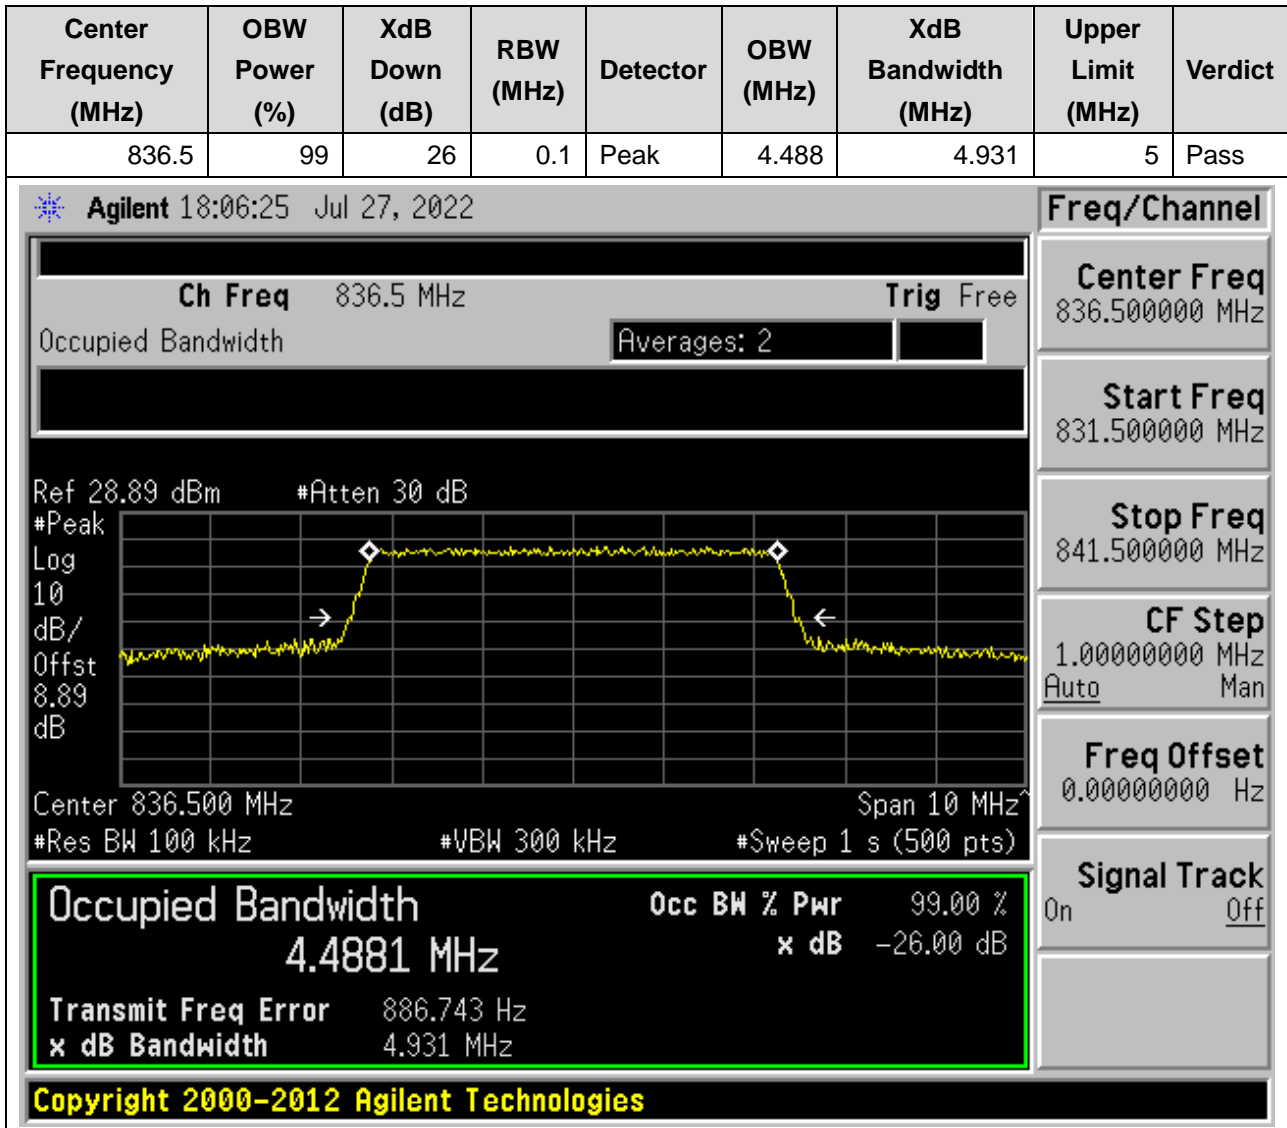 Center Frequency (MHz) OBW Power (%) XdB Down (dB) RBW (MHz) Detector OBW (MHz) XdB Bandwidth (MHz) Upper Limit (MHz) Verdict
836.5 99 26 0.1 Peak 4.488 4.931 5 Pass
Agilent 18:06:25 Jul 27, 2022
Freq/Channel
Ch Freq 836.5 MHz Trig Free
Occupied Bandwidth Averages: 2
Center Freq
836.500000 MHz
Start Freq
831.500000 MHz
Stop Freq
841.500000 MHz
CF Step
1.00000000 MHz
Auto Man
Freq Offset
0.00000000 Hz
Signal Track
On Off
Ref 28.89 dBm #Atten 30 dB
#Peak
Log
10
dB/
Offst
8.89
dB
Center 836.500 MHz Span 10 MHz^
#Res BW 100 kHz #VBW 300 kHz #Sweep 1 s (500 pts)
Occupied Bandwidth Occ BW % Pwr 99.00 %
4.4881 MHz x dB -26.00 dB
Transmit Freq Error 886.743 Hz
x dB Bandwidth 4.931 MHz
Copyright 2000-2012 Agilent Technologies